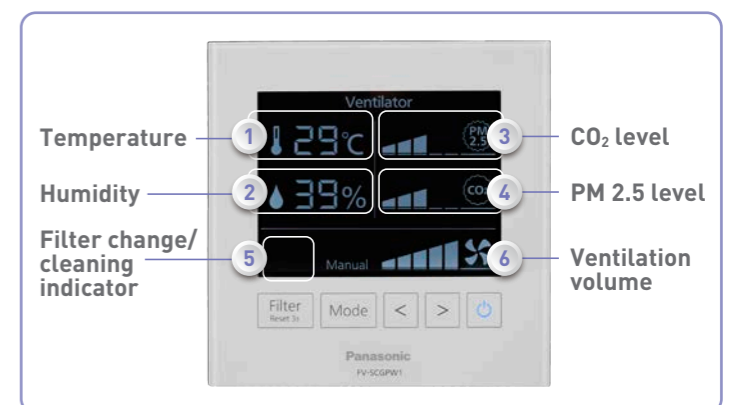 Ventilator
Temperature
1
29°C
PM
2.5
3
CO₂ level
Humidity
2
39%
CO₂
4
PM 2.5 level
Filter change/
cleaning
indicator
5
Manual
6
Ventilation
volume
Filter
Reset 3s
Mode
<
>
Panasonic
FV-SCGPW1